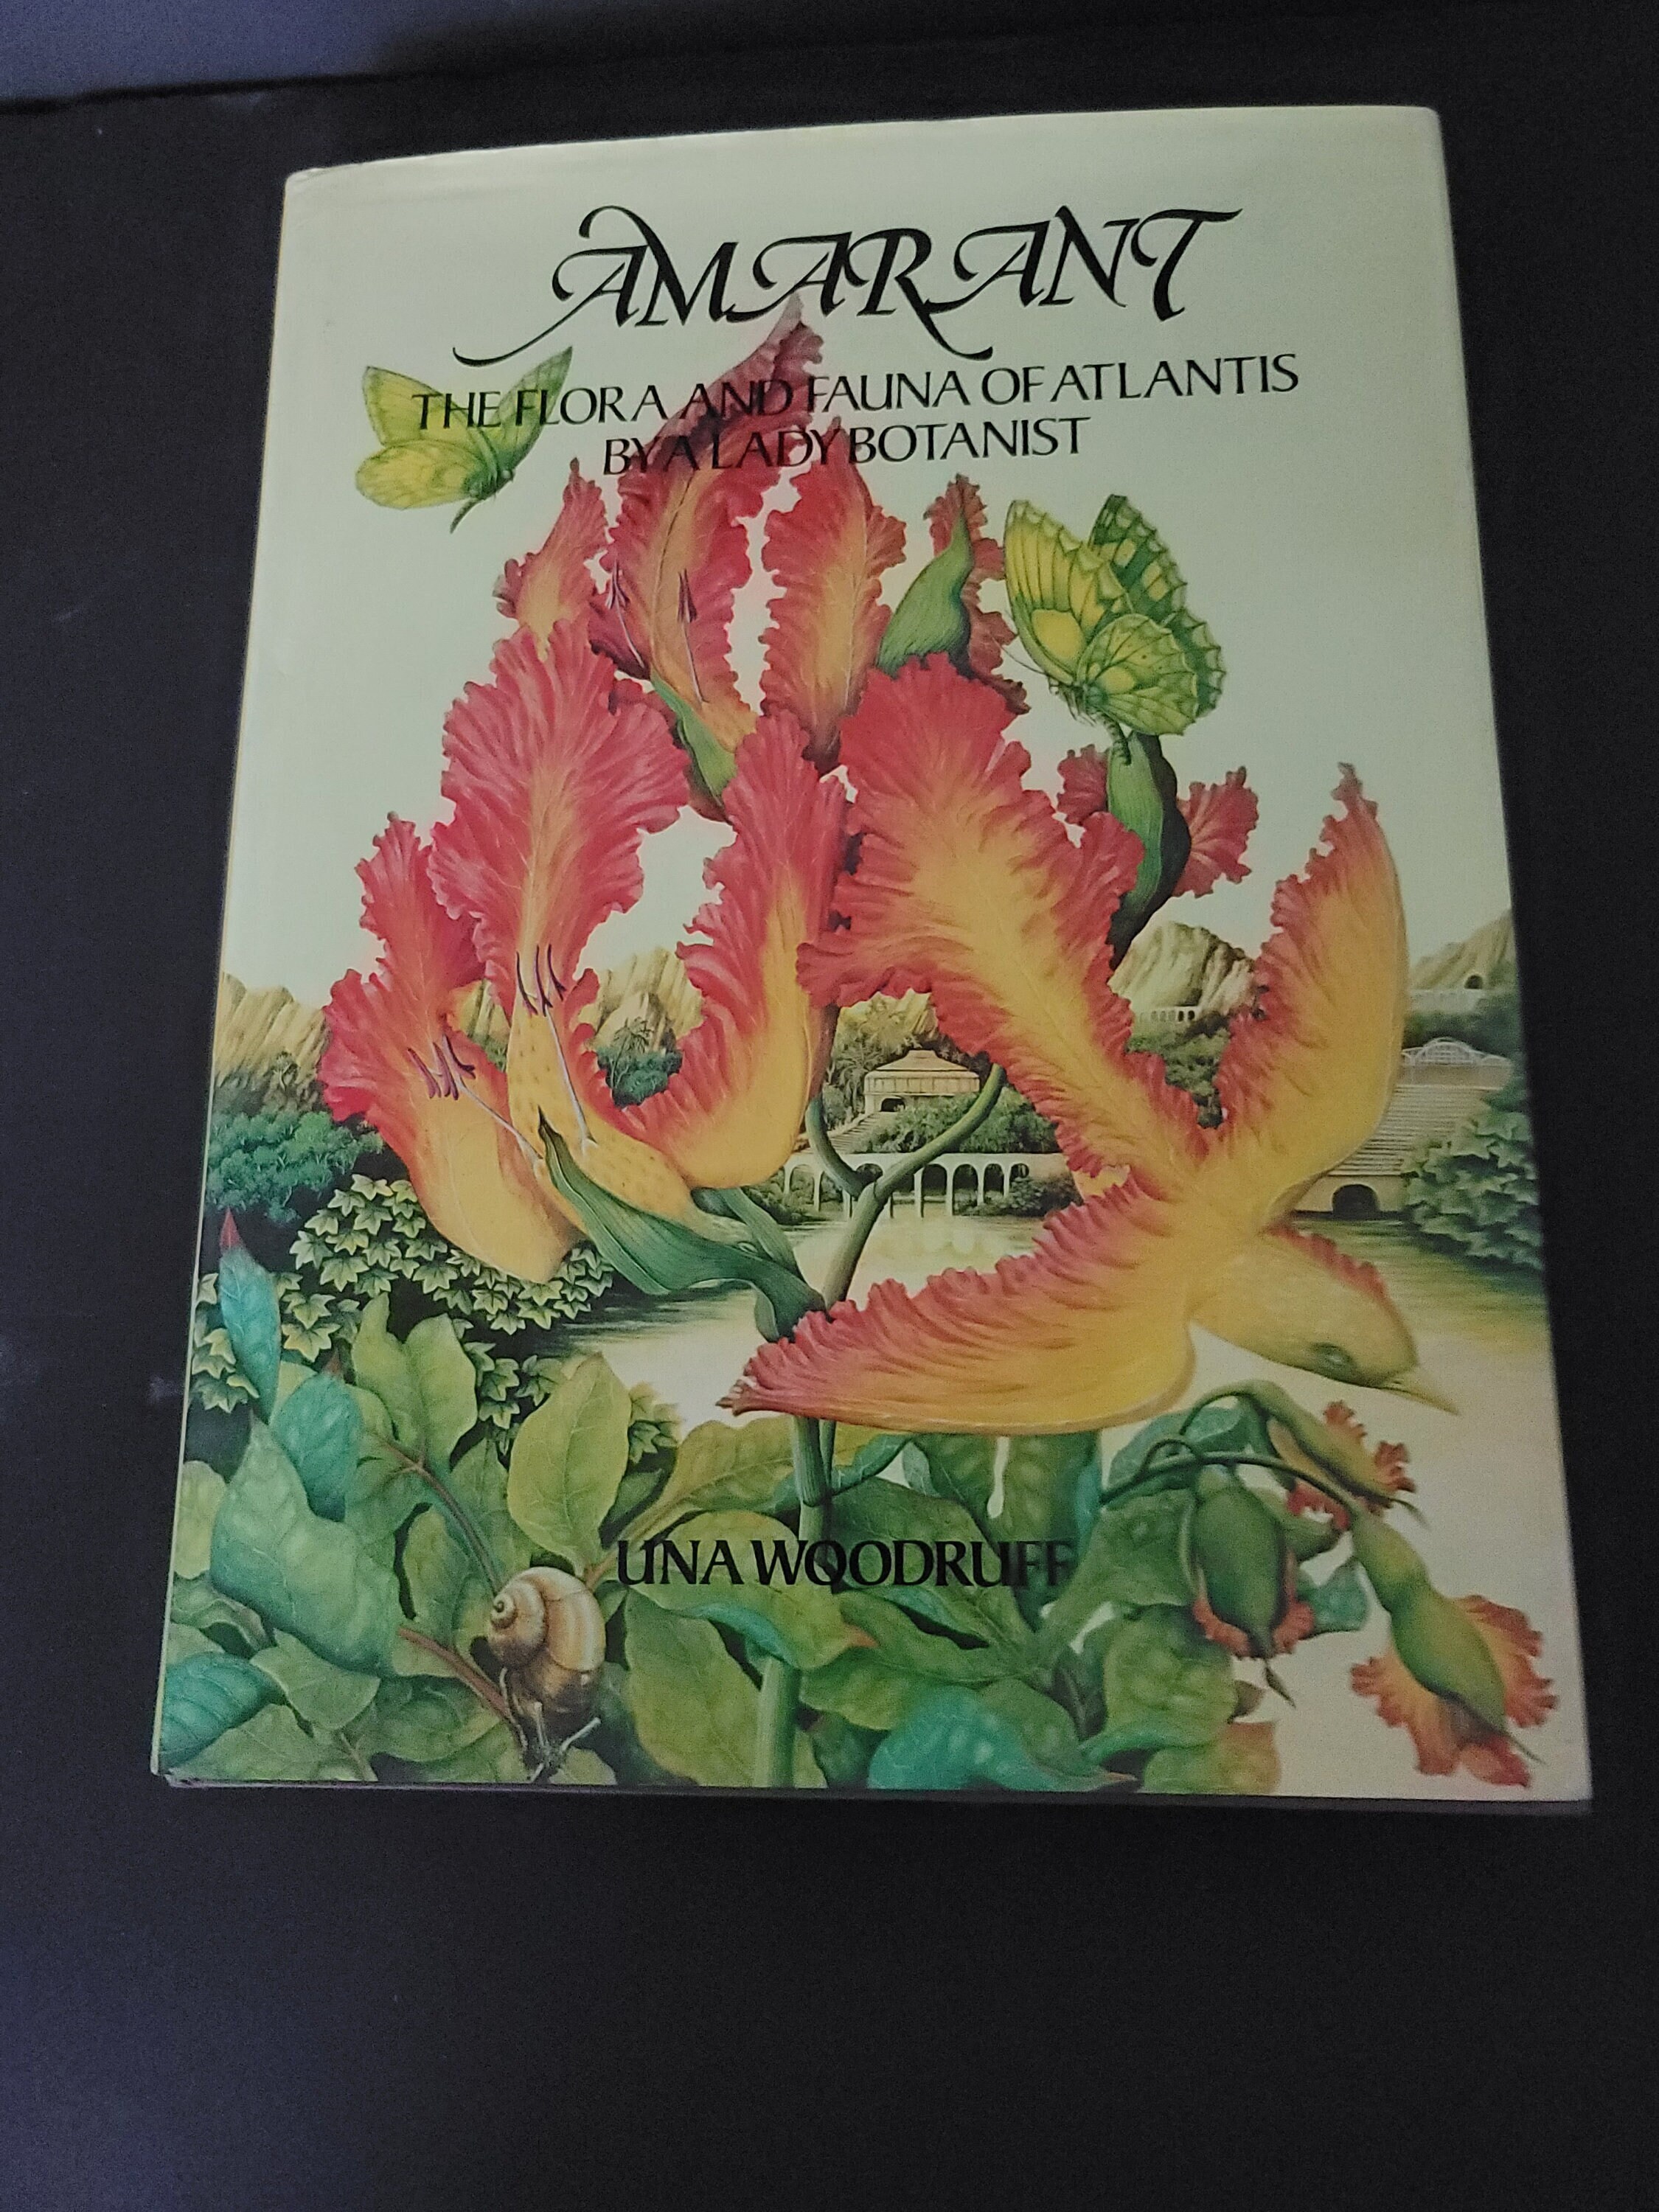 AMARANT
THE FLORA AND FAUNA OF ATLANTIS
BY A LADY BOTANIST
UNA WOODRUFF